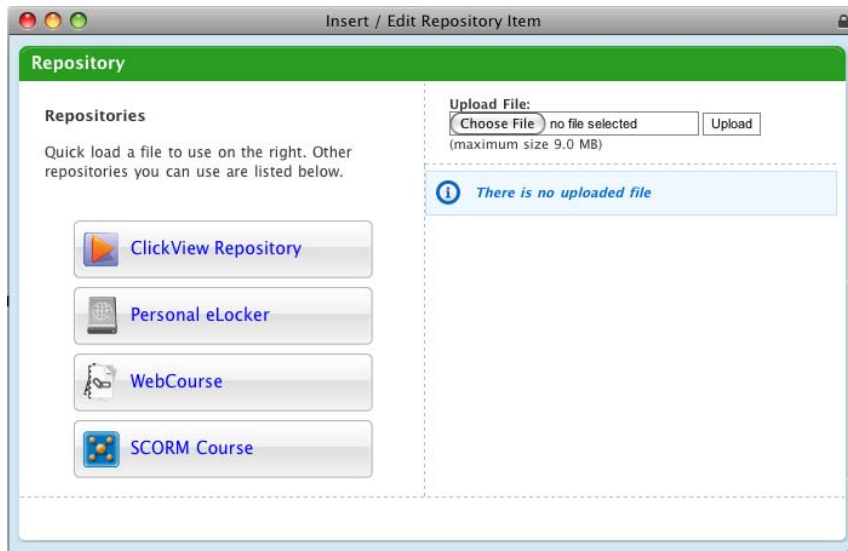 Insert / Edit Repository Item
Repository
Repositories
Quick load a file to use on the right. Other
repositories you can use are listed below.
ClickView Repository
Personal eLocker
WebCourse
SCORM Course
Upload File:
Choose File no file selected Upload
(maximum size 9.0 MB)
There is no uploaded file